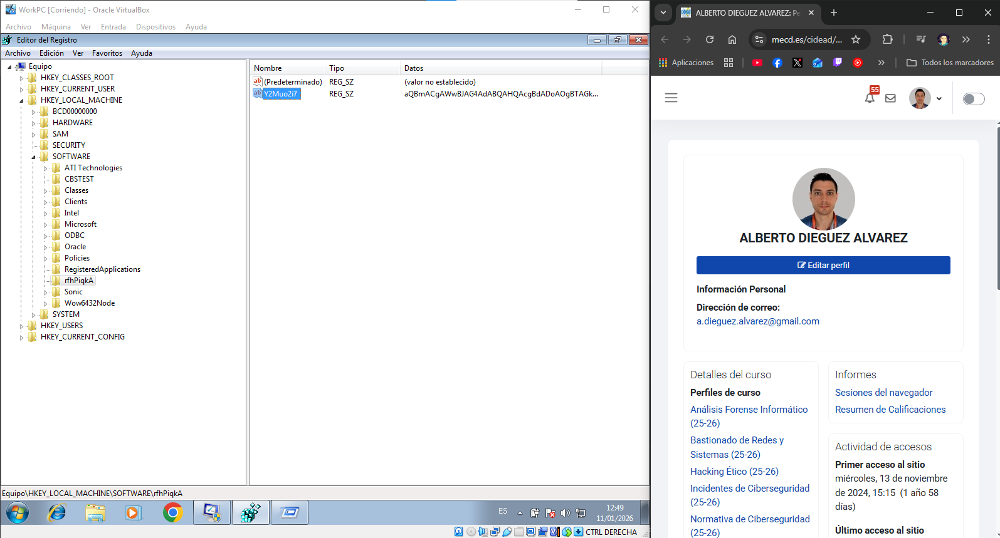 WorkPC [Corriendo] - Oracle VirtualBox
Archivo Máquina Ver Entrada Dispositivos Ayuda
Editor del Registro
Archivo Edición Ver Favoritos Ayuda
Equipo
HKEY_CLASSES_ROOT
HKEY_CURRENT_USER
HKEY_LOCAL_MACHINE
BCD00000000
HARDWARE
SAM
SECURITY
SOFTWARE
ATI Technologies
CBSTEST
Classes
Clients
Intel
Microsoft
ODBC
Oracle
Policies
RegisteredApplications
rfhPiqkA
Sonic
Wow6432Node
SYSTEM
HKEY_USERS
HKEY_CURRENT_CONFIG
Nombre Tipo Datos
(Predeterminado) REG_SZ (valor no establecido)
Y2Muo2i7 REG_SZ aQBmACgAWwBJAG4AdABQAHQAcgBdADoAOgBTAGk...
Equipo\HKEY_LOCAL_MACHINE\SOFTWARE\rfhPiqkA
ES
12:49
11/01/2026
CTRL DERECHA
ALBERTO DIEGUEZ ALVAREZ: Pe
mecd.es/cidead/...
Aplicaciones
Todos los marcadores
55
ALBERTO DIEGUEZ ALVAREZ
Editar perfil
Información Personal
Dirección de correo:
a.dieguez.alvarez@gmail.com
Detalles del curso
Perfiles de curso
Análisis Forense Informático
(25-26)
Bastionado de Redes y
Sistemas (25-26)
Hacking Ético (25-26)
Incidentes de Ciberseguridad
(25-26)
Normativa de Ciberseguridad
(25-26)
Informes
Sesiones del navegador
Resumen de Calificaciones
Actividad de accesos
Primer acceso al sitio
miércoles, 13 de noviembre
de 2024, 15:15 (1 año 58
días)
Último acceso al sitio